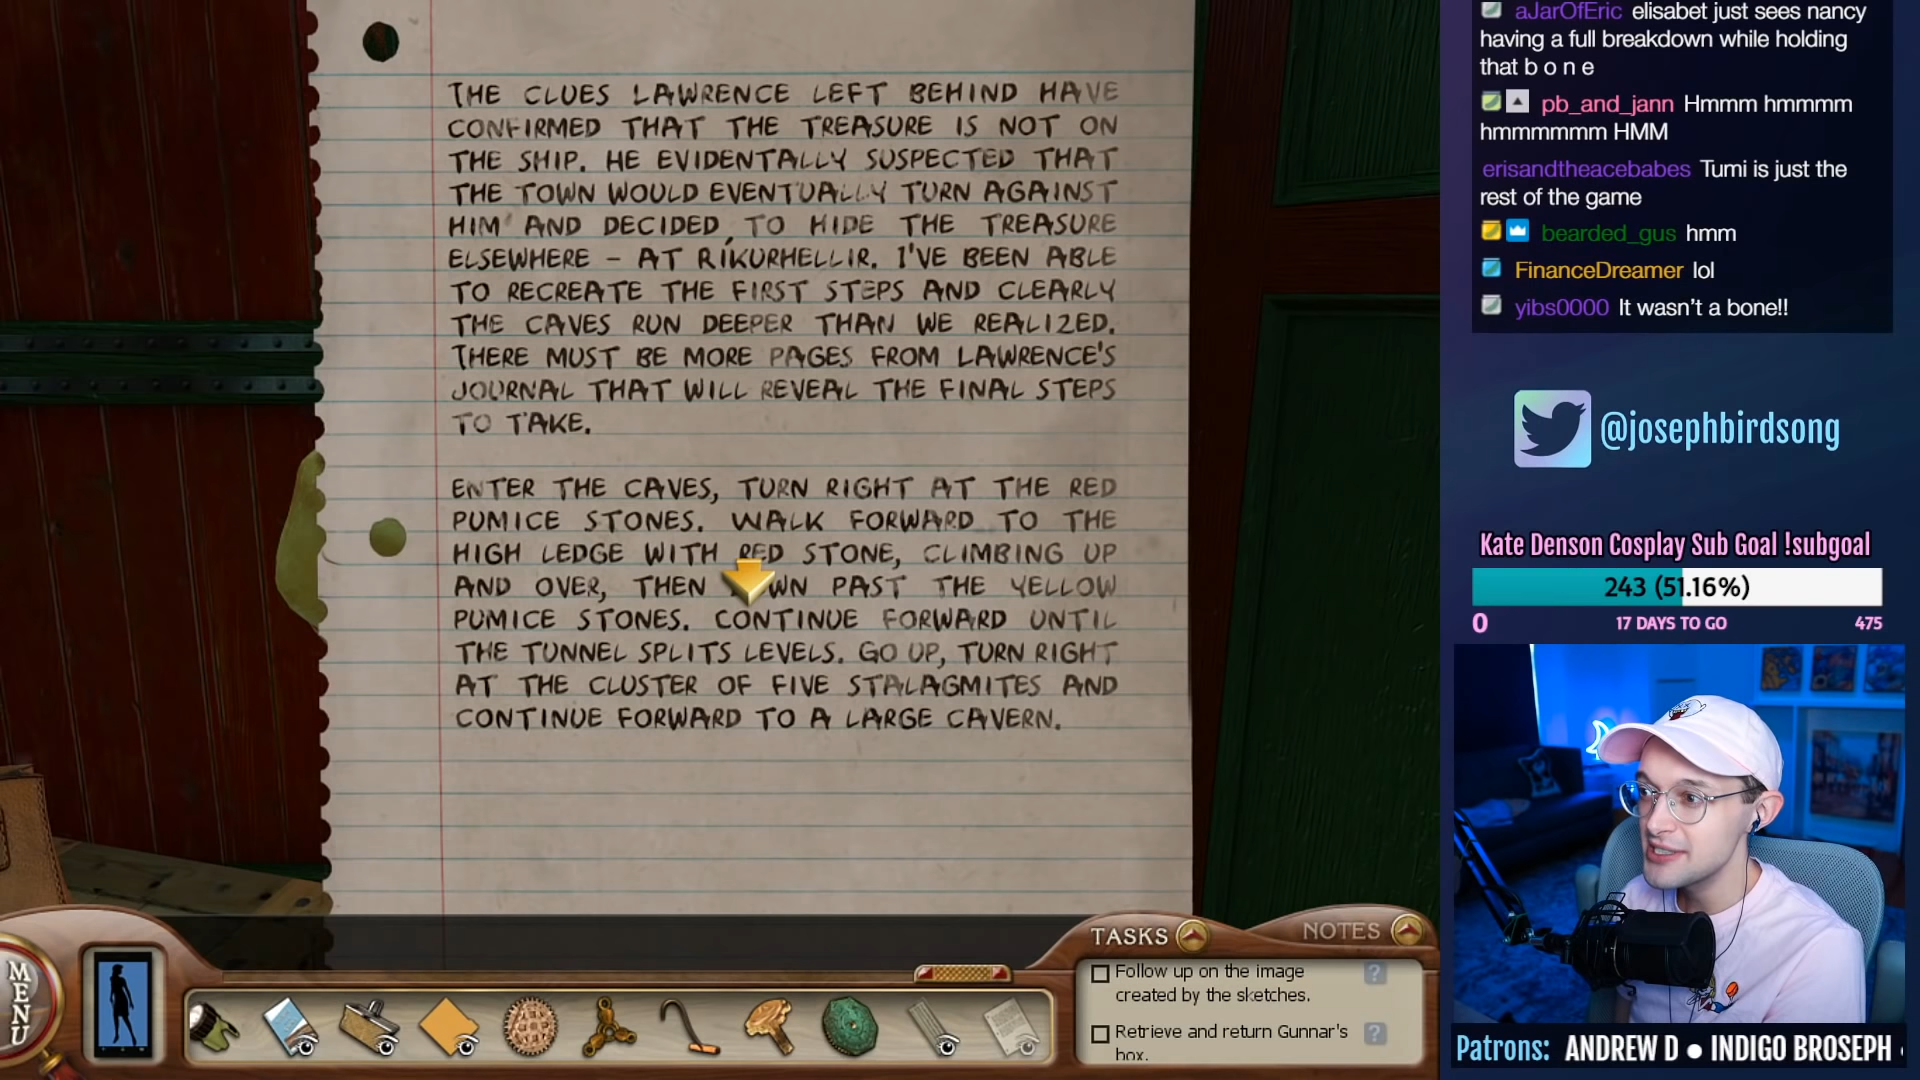 THE CLUES LAWRENCE LEFT BEHIND HAVE
CONFIRMED THAT THE TREASURE IS NOT ON
THE SHIP. HE EVIDENTALLY SUSPECTED THAT
THE TOWN WOULD EVENTUALLY TURN AGAINST
HIM AND DECIDED TO HIDE THE TREASURE
ELSEWHERE - AT RÍKURHELLIR. I'VE BEEN ABLE
TO RECREATE THE FIRST STEPS AND CLEARLY
THE CAVES RUN DEEPER THAN WE REALIZED.
THERE MUST BE MORE PAGES FROM LAWRENCE'S
JOURNAL THAT WILL REVEAL THE FINAL STEPS
TO TAKE.
ENTER THE CAVES, TURN RIGHT AT THE RED
PUMICE STONES. WALK FORWARD TO THE
HIGH LEDGE WITH RED STONE, CLIMBING UP
AND OVER, THEN DOWN PAST THE YELLOW
PUMICE STONES. CONTINUE FORWARD UNTIL
THE TUNNEL SPLITS LEVELS. GO UP, TURN RIGHT
AT THE CLUSTER OF FIVE STALAGMITES AND
CONTINUE FORWARD TO A LARGE CAVERN.
MENU
TASKS
NOTES
Follow up on the image
created by the sketches.
?
Retrieve and return Gunnar's
box.
?
aJarOfEric elisabet just sees nancy
having a full breakdown while holding
that b o n e
pb_and_jann Hmmm hmmmm
hmmmmmm HMM
erisandtheacebabes Tumi is just the
rest of the game
bearded_gus hmm
FinanceDreamer lol
yibs0000 It wasn't a bone!!
@josephbirdsong
Kate Denson Cosplay Sub Goal !subgoal
243 (51.16%)
0 17 DAYS TO GO 475
Patrons: ANDREW D ● INDIGO BROSEPH